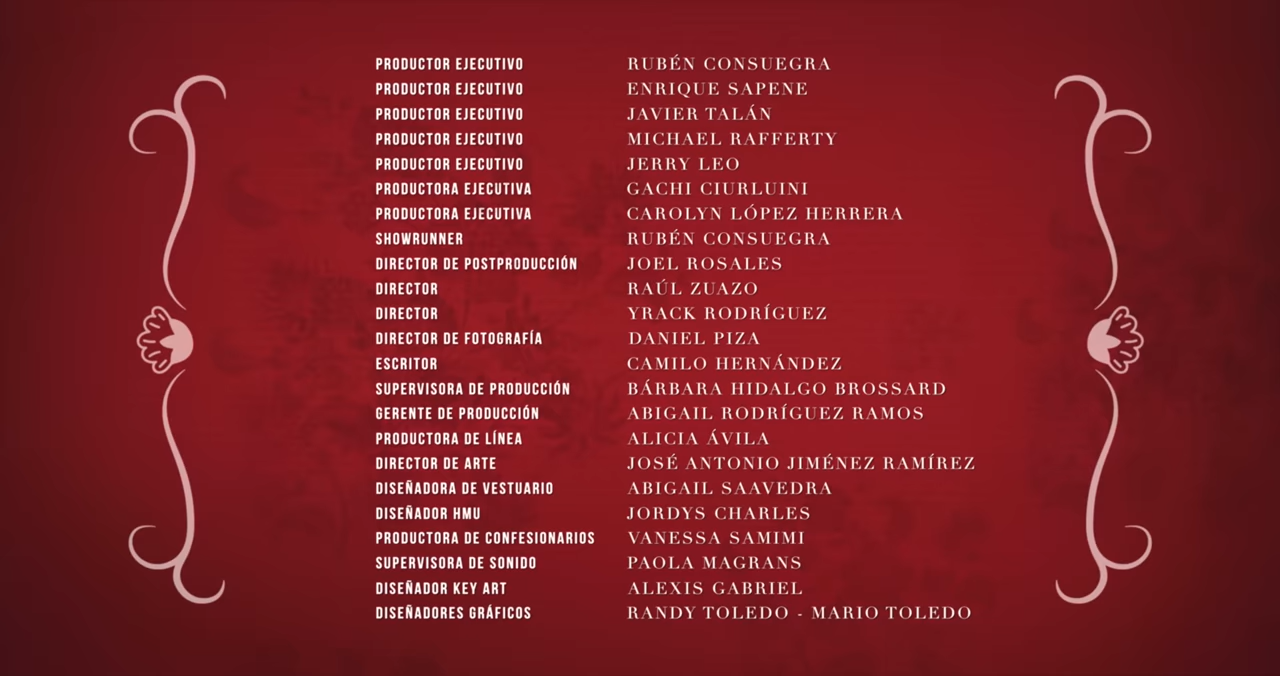 PRODUCTOR EJECUTIVO RUBÉN CONSUEGRA
PRODUCTOR EJECUTIVO ENRIQUE SAPENE
PRODUCTOR EJECUTIVO JAVIER TALÁN
PRODUCTOR EJECUTIVO MICHAEL RAFFERTY
PRODUCTOR EJECUTIVO JERRY LEO
PRODUCTORA EJECUTIVA GACHI CIURLUINI
PRODUCTORA EJECUTIVA CAROLYN LÓPEZ HERRERA
SHOWRUNNER RUBÉN CONSUEGRA
DIRECTOR DE POSTPRODUCCIÓN JOEL ROSALES
DIRECTOR RAÚL ZUAZO
DIRECTOR YRACK RODRÍGUEZ
DIRECTOR DE FOTOGRAFÍA DANIEL PIZA
ESCRITOR CAMILO HERNÁNDEZ
SUPERVISORA DE PRODUCCIÓN BÁRBARA HIDALGO BROSSARD
GERENTE DE PRODUCCIÓN ABIGAIL RODRÍGUEZ RAMOS
PRODUCTORA DE LÍNEA ALICIA ÁVILA
DIRECTOR DE ARTE JOSÉ ANTONIO JIMÉNEZ RAMÍREZ
DISEÑADORA DE VESTUARIO ABIGAIL SAAVEDRA
DISEÑADOR HMU JORDYS CHARLES
PRODUCTORA DE CONFESIONARIOS VANESSA SAMIMI
SUPERVISORA DE SONIDO PAOLA MAGRANS
DISEÑADOR KEY ART ALEXIS GABRIEL
DISEÑADORES GRÁFICOS RANDY TOLEDO - MARIO TOLEDO